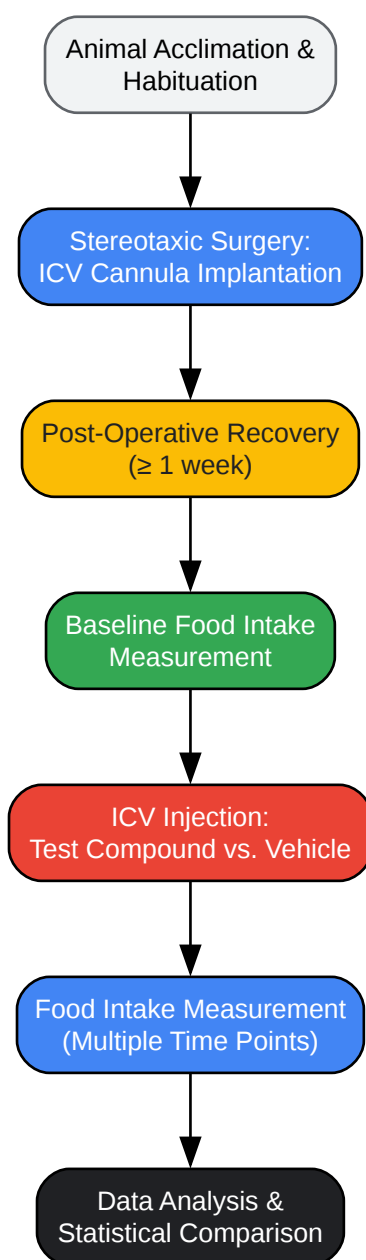 Animal Acclimation &
Habituation
Stereotaxic Surgery:
ICV Cannula Implantation
Post-Operative Recovery
(≥ 1 week)
Baseline Food Intake
Measurement
ICV Injection:
Test Compound vs. Vehicle
Food Intake Measurement
(Multiple Time Points)
Data Analysis &
Statistical Comparison